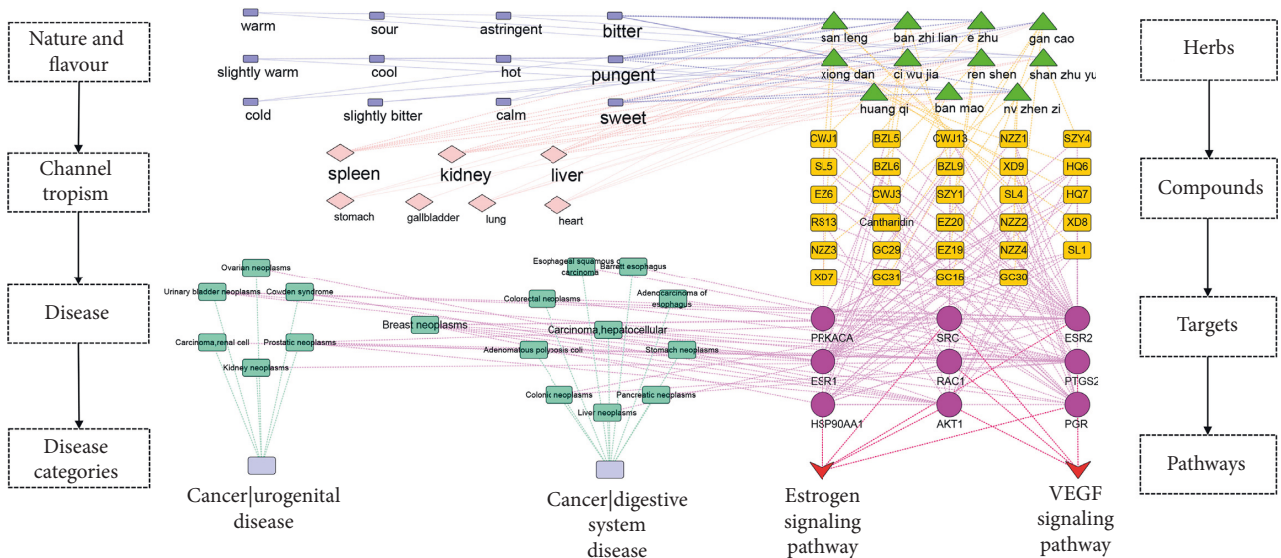 Nature and
flavour
Channel
tropism
Disease
Disease
categories
warm
sour
astringent
bitter
slightly warm
cool
hot
pungent
cold
slightly bitter
calm
sweet
spleen
kidney
liver
stomach
gallbladder
lung
heart
san leng
ban zhi lian
e zhu
gan cao
xiong dan
ci wu jia
ren shen
shan zhu yu
huang qi
ban mao
nv zhen zi
CWJ1
BZL5
CWJ13
NZZ1
SZY4
SL5
BZL6
BZL9
XD9
HQ6
EZ6
CWJ3
SZY1
SL4
HQ7
RS13
Cantharidin
EZ20
NZZ2
XD8
NZZ3
GC29
EZ19
NZZ4
SL1
XD7
GC31
GC16
GC30
Ovarian neoplasms
Urinary bladder neoplasms
Cowden syndrome
Carcinoma,renal cell
Prostatic neoplasms
Kidney neoplasms
Breast neoplasms
Esophageal squamous c
carcinoma
Barrett esophagus
Colorectal neoplasms
Adenocarcinoma of
esophagus
Carcinoma,hepatocellular
Adenomatous polyposis coli
Stomach neoplasms
Colonic neoplasms
Pancreatic neoplasms
Liver neoplasms
PRKACA
SRC
ESR2
ESR1
RAC1
PTGS2
HSP90AA1
AKT1
PGR
Cancer|urogenital
disease
Cancer|digestive
system
disease
Estrogen
signaling
pathway
VEGF
signaling
pathway
Herbs
Compounds
Targets
Pathways